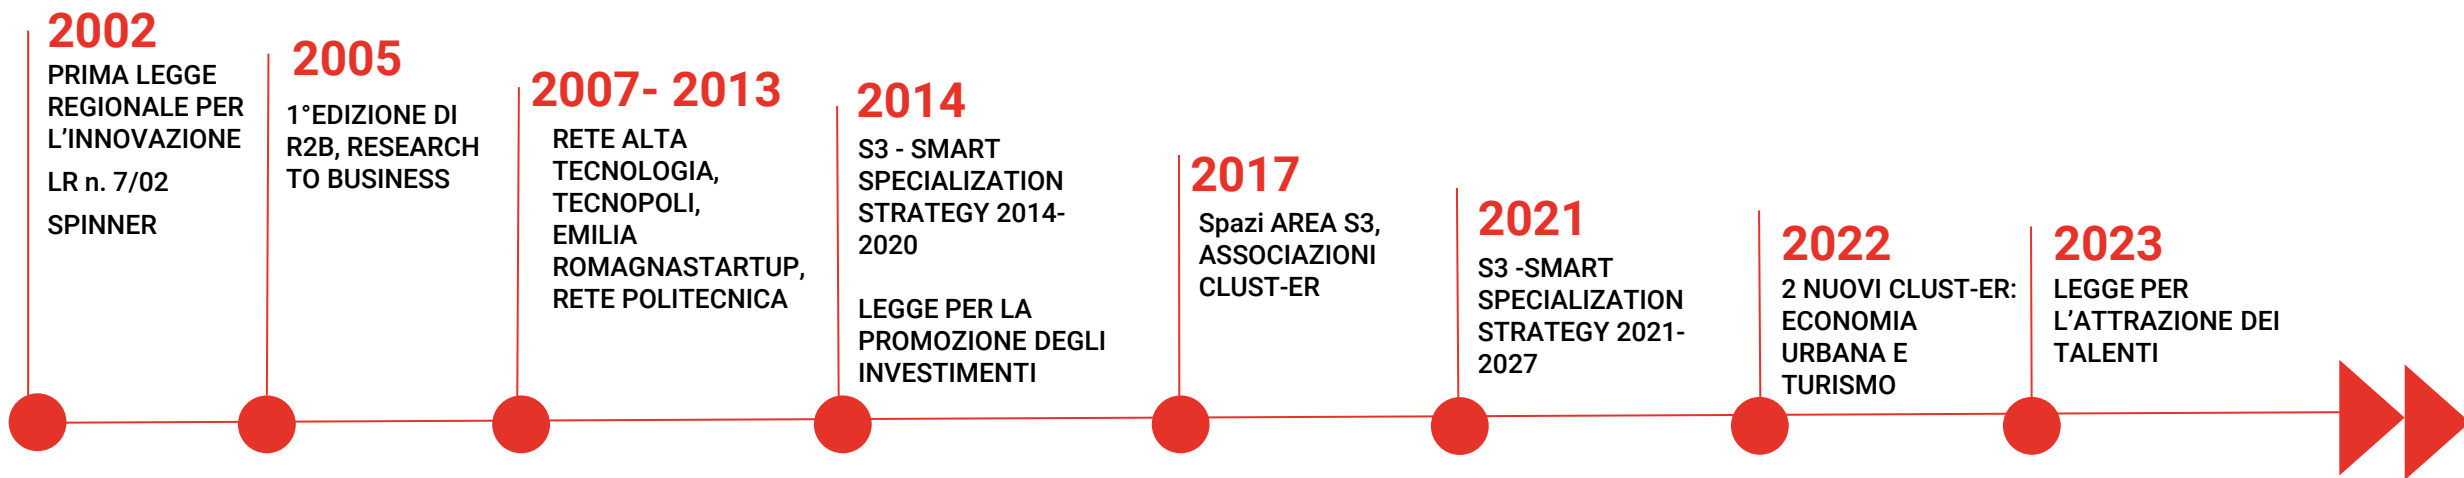 2002
PRIMA LEGGE
REGIONALE PER
L’INNOVAZIONE
LR n. 7/02
SPINNER
2005
1°EDIZIONE DI
R2B, RESEARCH
TO BUSINESS
2007- 2013
RETE ALTA
TECNOLOGIA,
TECNOPOLI,
EMILIA
ROMAGNASTARTUP,
RETE POLITECNICA
2014
S3 - SMART
SPECIALIZATION
STRATEGY 2014-
2020
LEGGE PER LA
PROMOZIONE DEGLI
INVESTIMENTI
2017
Spazi AREA S3,
ASSOCIAZIONI
CLUST-ER
2021
S3 -SMART
SPECIALIZATION
STRATEGY 2021-
2027
2022
2 NUOVI CLUST-ER:
ECONOMIA
URBANA E
TURISMO
2023
LEGGE PER
L’ATTRAZIONE DEI
TALENTI